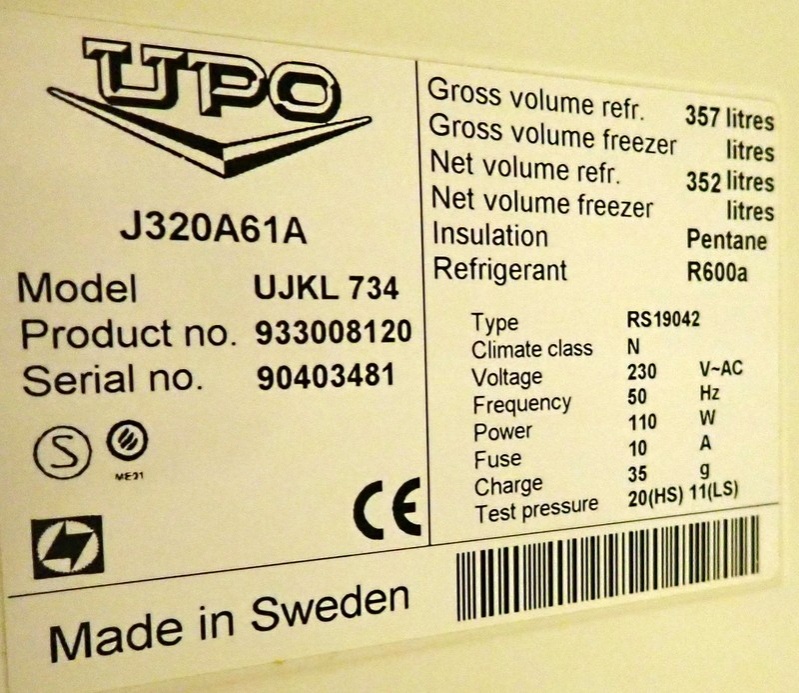 UPO
J320A61A
Model UJKL 734
Product no. 933008120
Serial no. 90403481
S
ME21
CE
Gross volume refr. 357 litres
Gross volume freezer litres
Net volume refr. 352 litres
Net volume freezer litres
Insulation Pentane
Refrigerant R600a
Type RS19042
Climate class N
Voltage 230 V~AC
Frequency 50 Hz
Power 110 W
Fuse 10 A
Charge 35 g
Test pressure 20(HS) 11(LS)
Made in Sweden